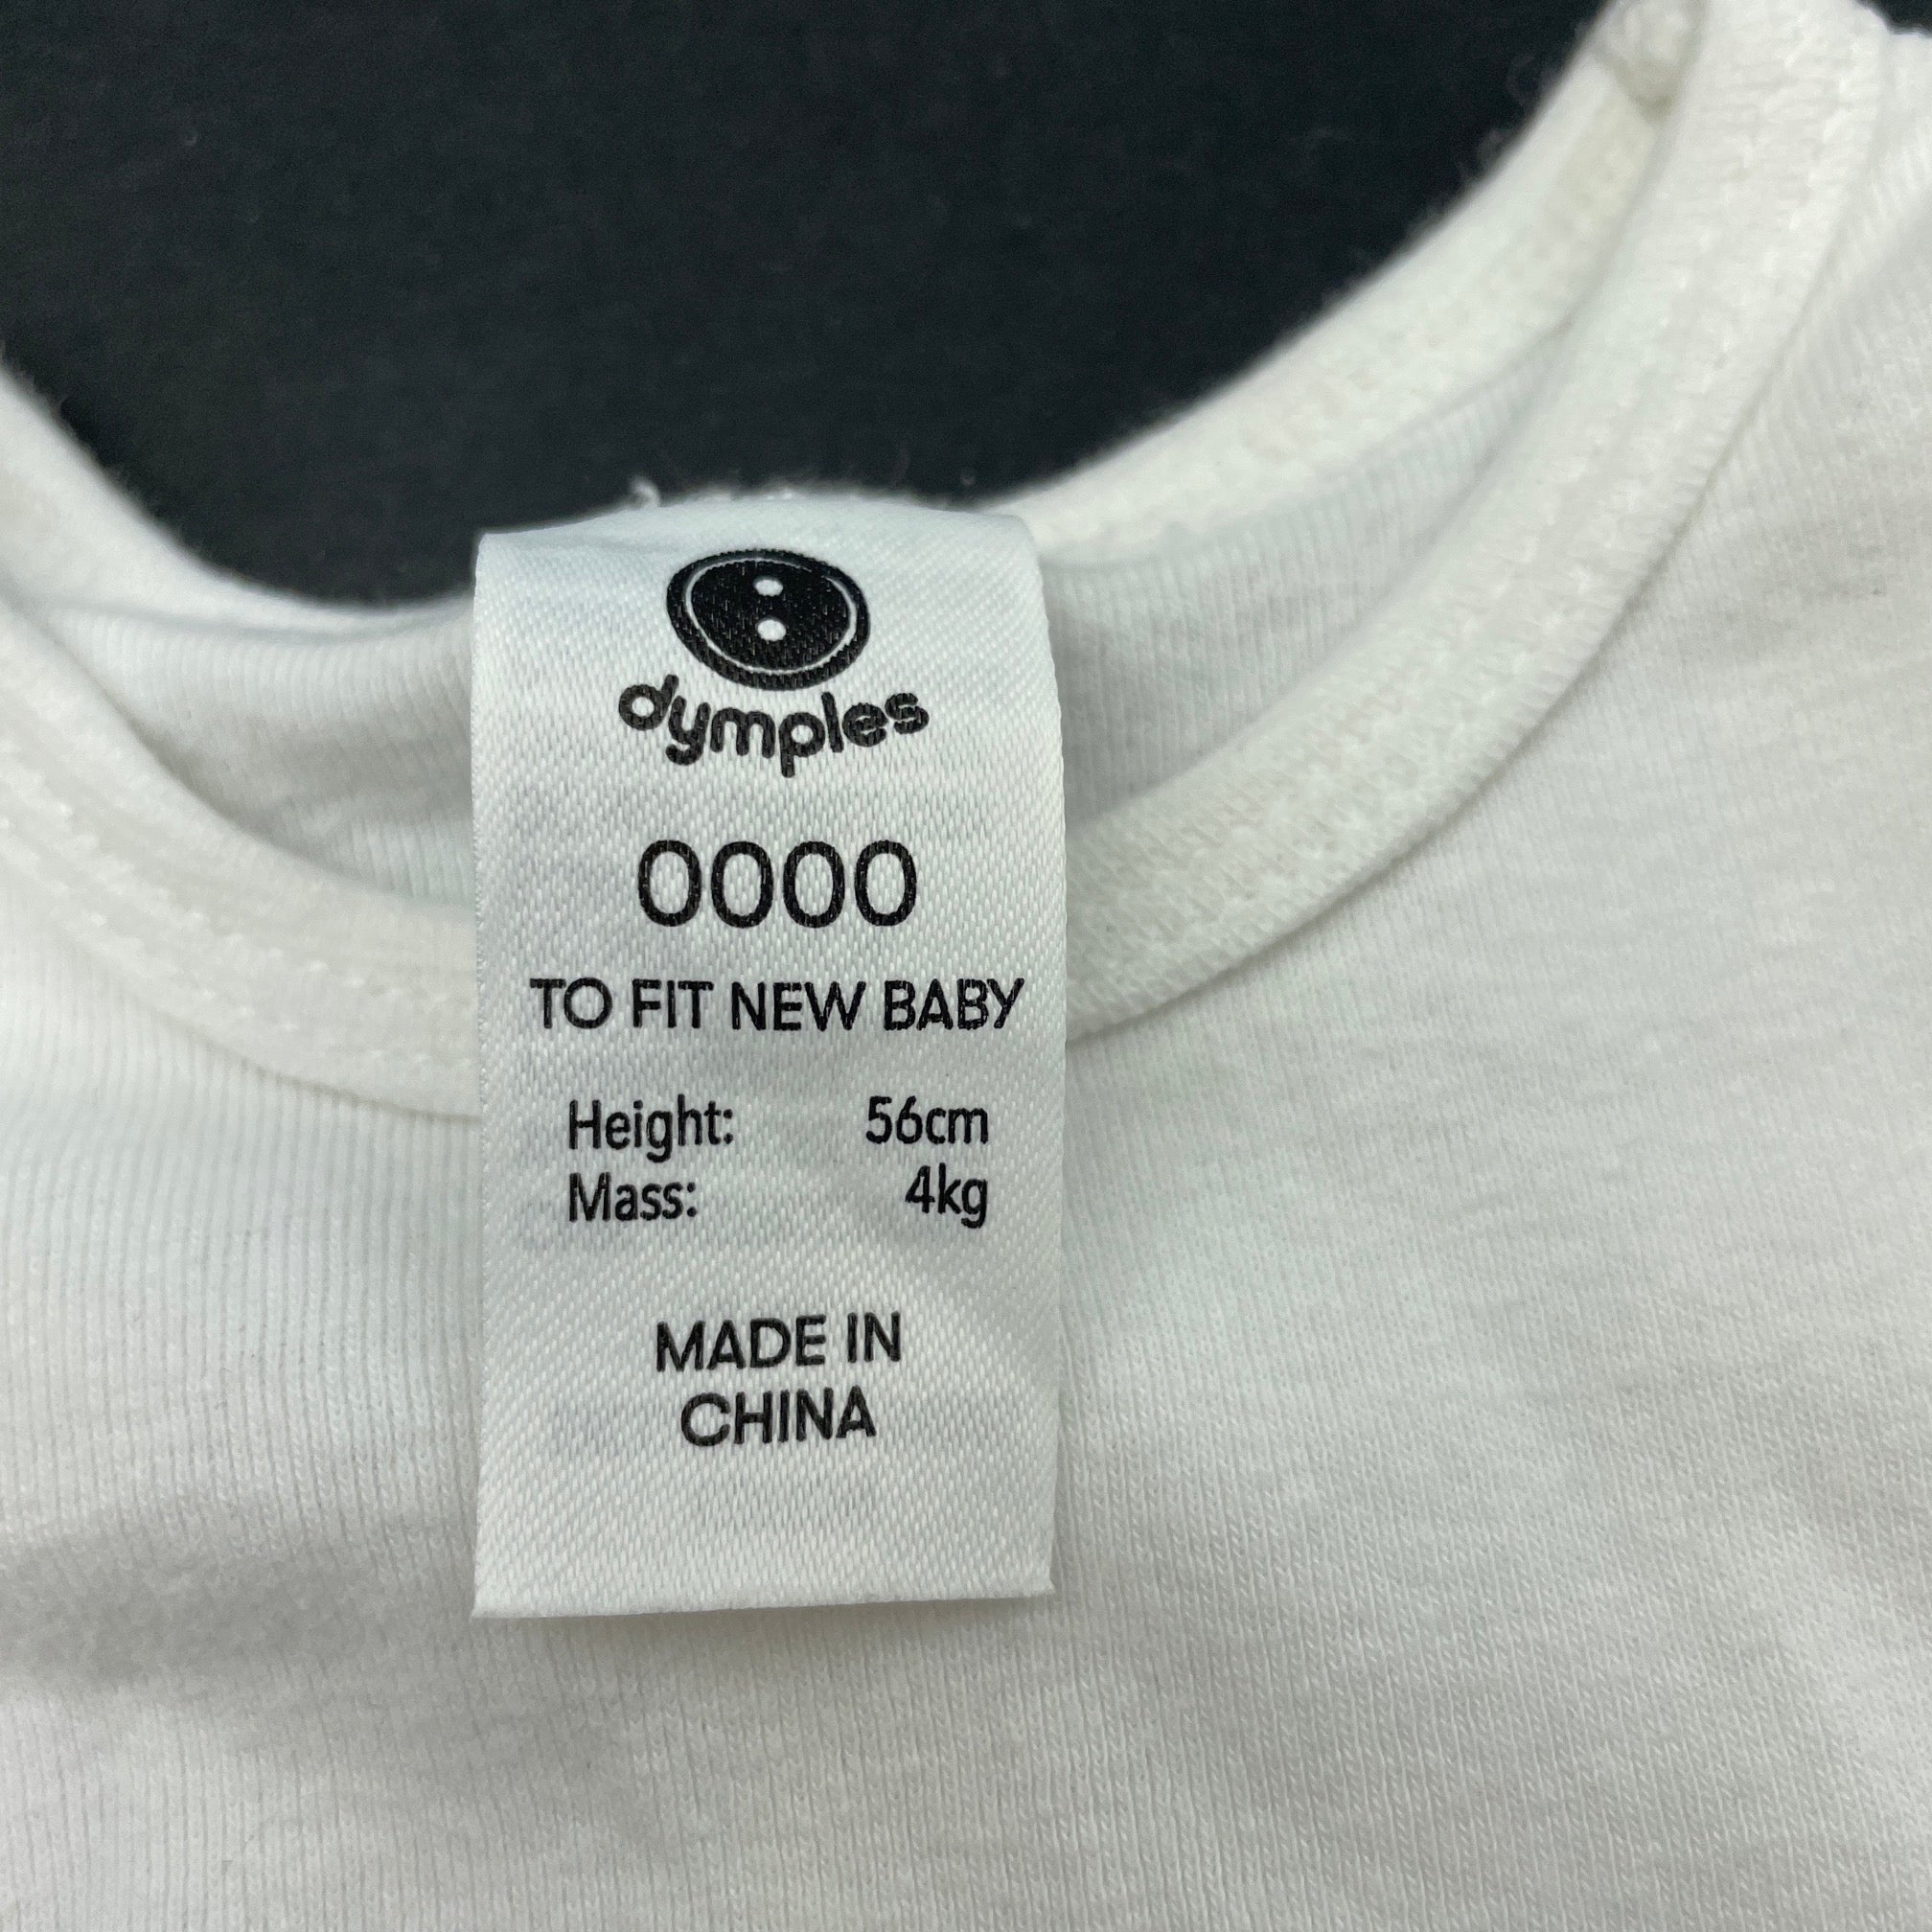 dymples
0000
TO FIT NEW BABY
Height: 56cm
Mass: 4kg
MADE IN
CHINA